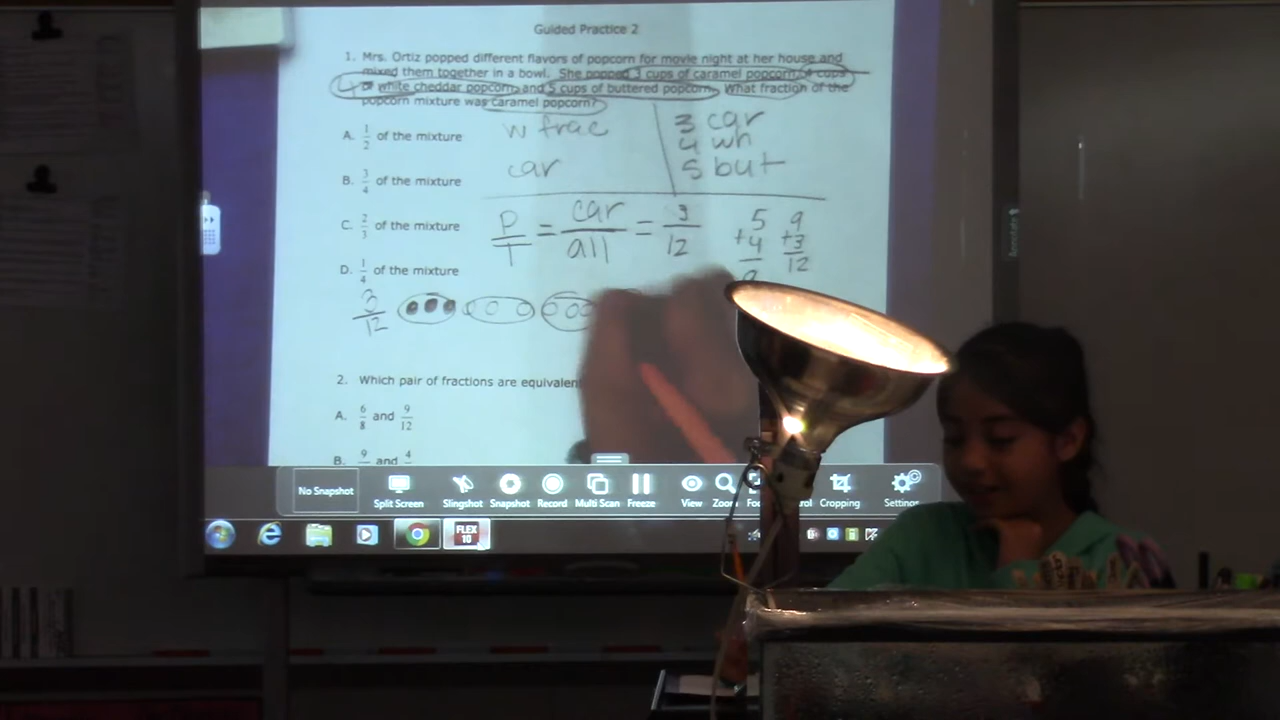 Guided Practice 2
1. Mrs. Ortiz popped different flavors of popcorn for movie night at her house and
mixed them together in a bowl. She popped 3 cups of caramel popcorn, 4 cups
of white cheddar popcorn, and 5 cups of buttered popcorn. What fraction of the
popcorn mixture was caramel popcorn?
A. 1/2 of the mixture
B. 3/4 of the mixture
C. 2/3 of the mixture
D. 1/4 of the mixture
w frac
car
3 car
4 wh
5 but
P/T = car/all = 3/12
5 + 4 9
9 + 3 12
3/12
2. Which pair of fractions are equivalent
A. 6/8 and 9/12
B. 9 and 4
No Snapshot
Split Screen
Slingshot
Snapshot
Record
Multi Scan
Freeze
View
Zoom
Cropping
Settings
FLEX
10